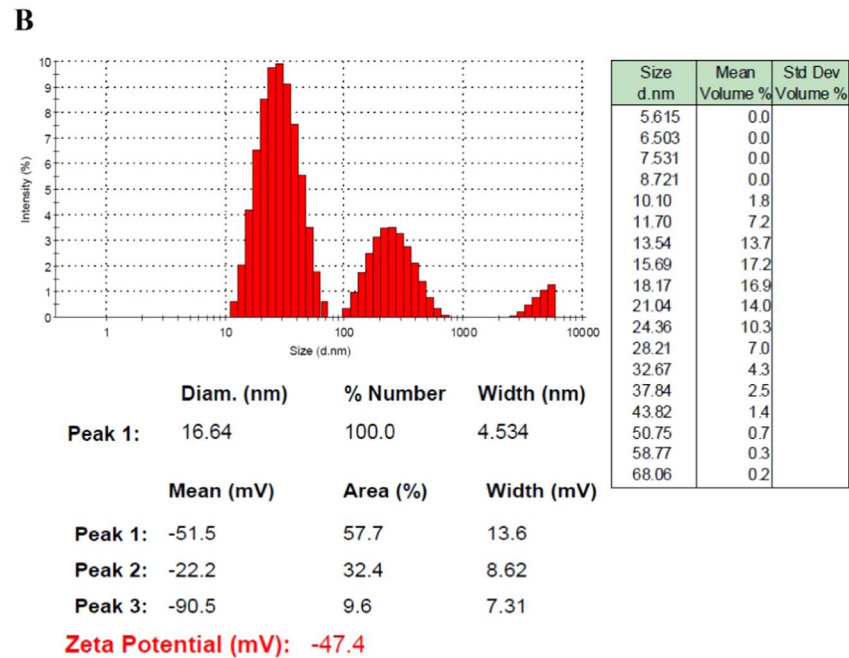 B
10
9
8
7
6
5
4
3
2
1
0
Intensity (%)
1 10 100 1000 10000
Size (d.nm)
Size Mean Std Dev
d.nm Volume % Volume %
5.615 0.0
6.503 0.0
7.531 0.0
8.721 0.0
10.10 1.8
11.70 7.2
13.54 13.7
15.69 17.2
18.17 16.9
21.04 14.0
24.36 10.3
28.21 7.0
32.67 4.3
37.84 2.5
43.82 1.4
50.75 0.7
58.77 0.3
68.06 0.2
Diam. (nm) % Number Width (nm)
Peak 1: 16.64 100.0 4.534
Mean (mV) Area (%) Width (mV)
Peak 1: -51.5 57.7 13.6
Peak 2: -22.2 32.4 8.62
Peak 3: -90.5 9.6 7.31
Zeta Potential (mV): -47.4